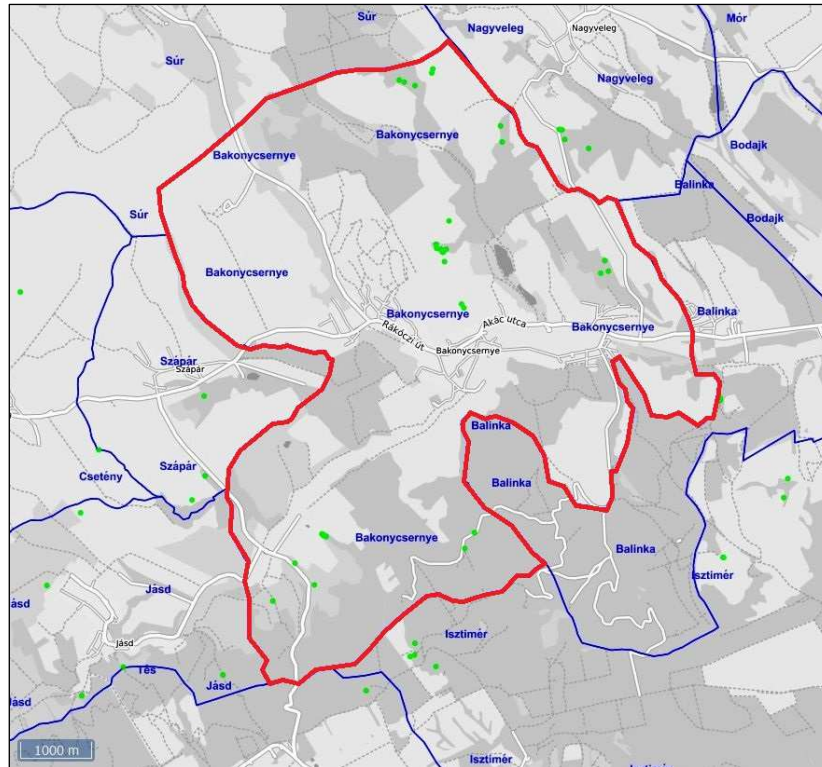 Súr
Nagyveleg
Mór
Nagyveleg
Súr
Nagyveleg
Bakonycsernye
Bodajk
Bakonycsernye
Balinka
Bodajk
Súr
Bakonycsernye
Bakonycsernye
Balinka
Akác utca
Bakonycsernye
Rákóczi út
Bakonycsernye
Szápár
Szápár
Balinka
Szápár
Csetény
Balinka
Bakonycsernye
Balinka
Isztimér
Jásd
Jásd
Isztimér
Jásd
Tés
Jásd
Jásd
1000 m
Isztimér